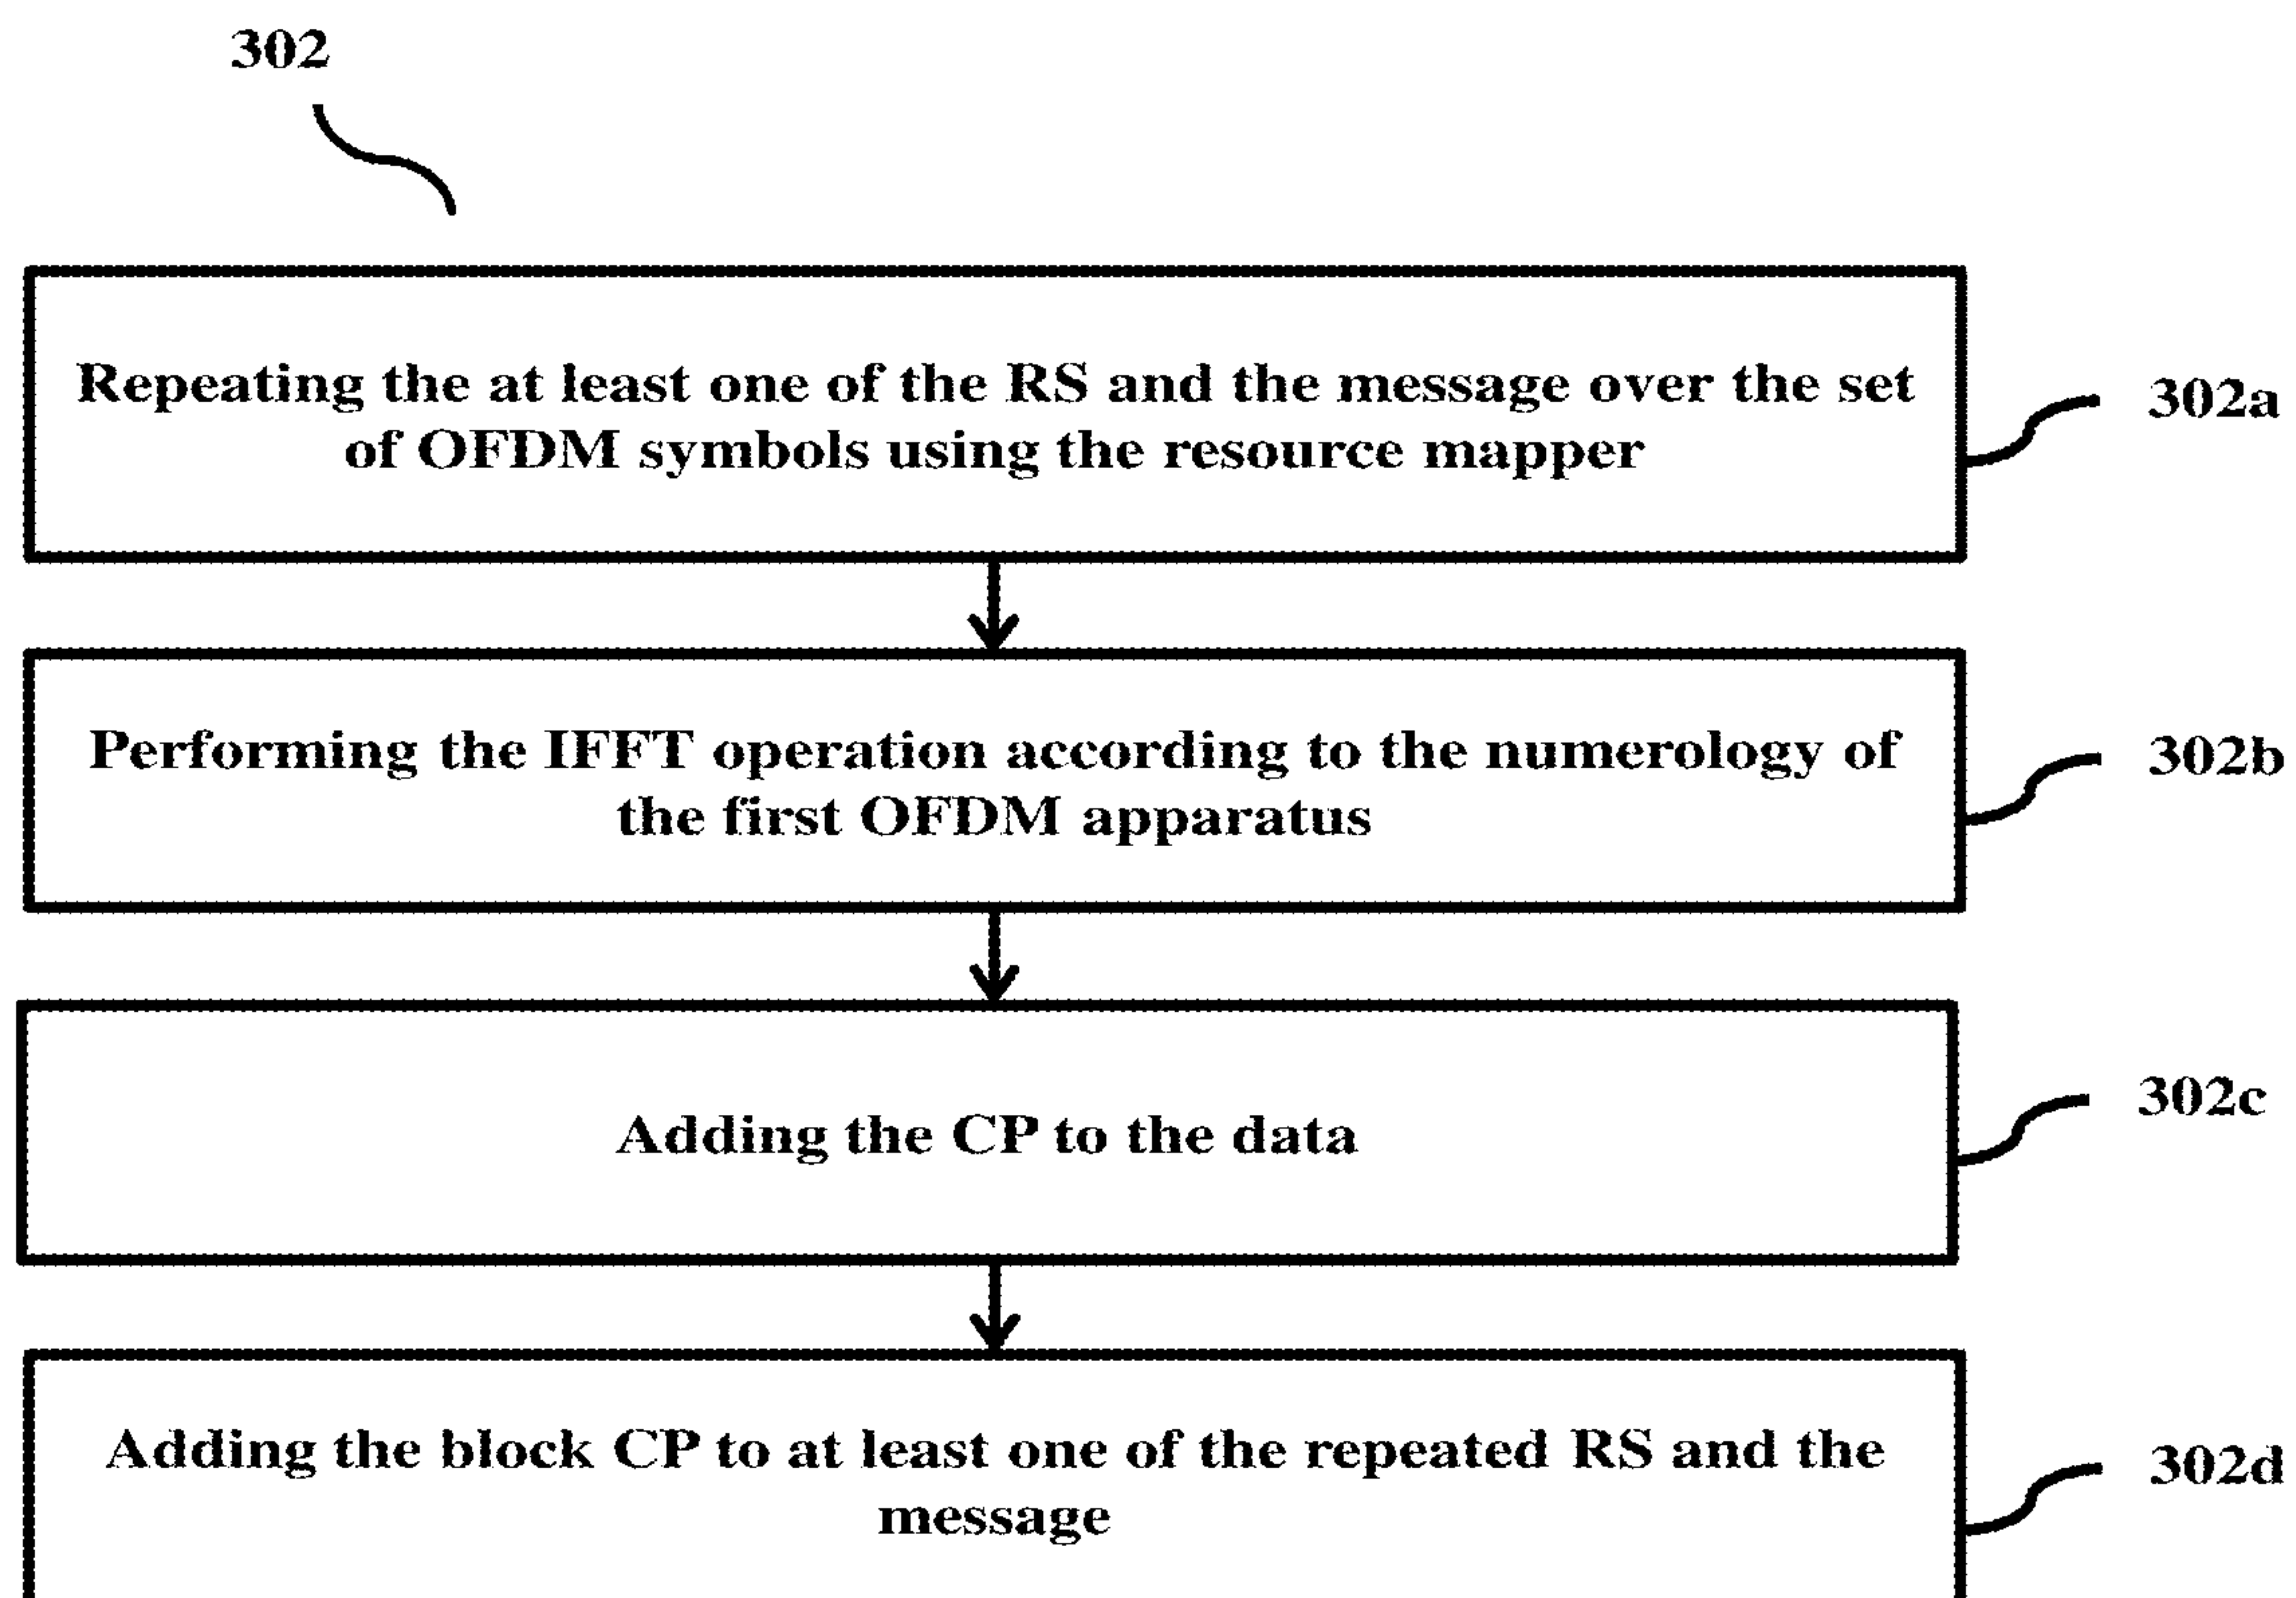 302
Repeating the at least one of the RS and the message over the set
of OFDM symbols using the resource mapper
302a
Performing the IFFT operation according to the numerology of
the first OFDM apparatus
302b
Adding the CP to the data
302c
Adding the block CP to at least one of the repeated RS and the
message
302d